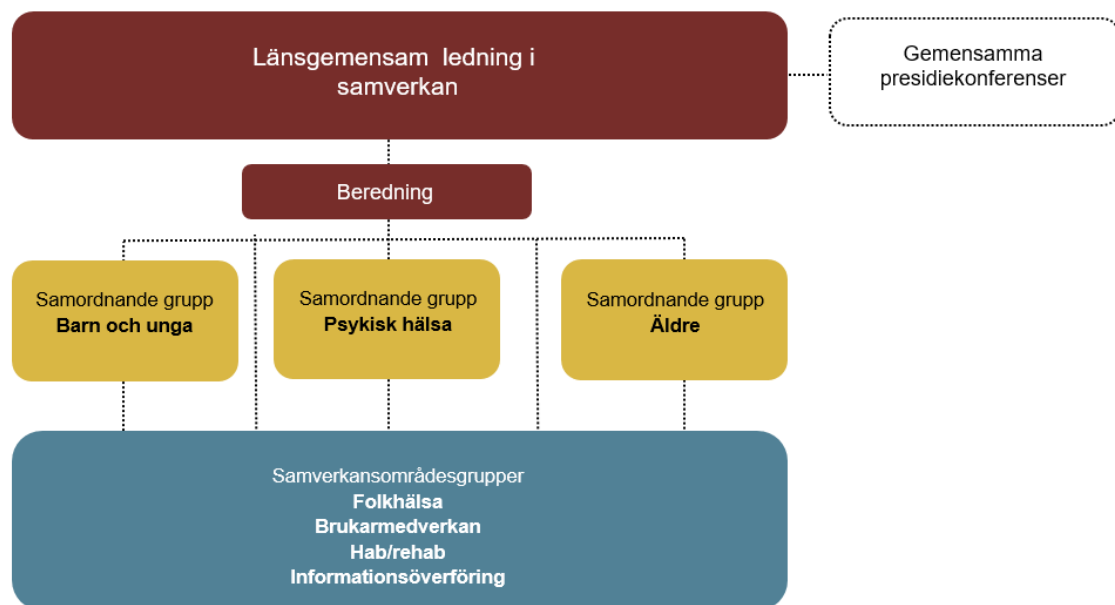 Länsgemensam ledning i
samverkan
Gemensamma
presidiekonferenser
Beredning
Samordnande grupp
Barn och unga
Samordnande grupp
Psykisk hälsa
Samordnande grupp
Äldre
Samverkansområdesgrupper
Folkhälsa
Brukarmedverkan
Hab/rehab
Informationsöverföring